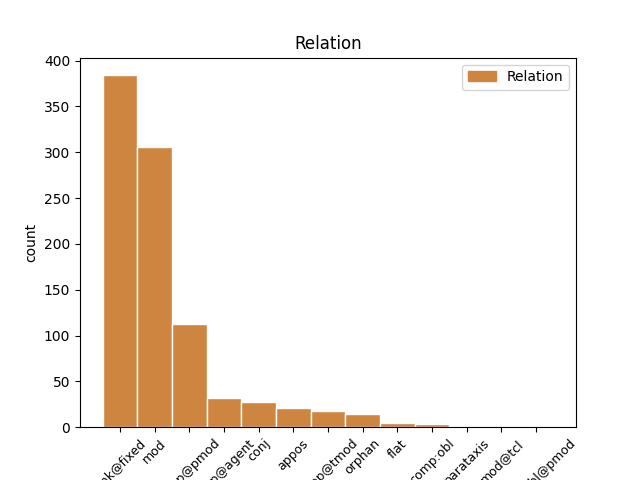 Relation
400
350
300
250
200
150
100
50
0
count
Relation
mod
conj
appos
orphan
flat